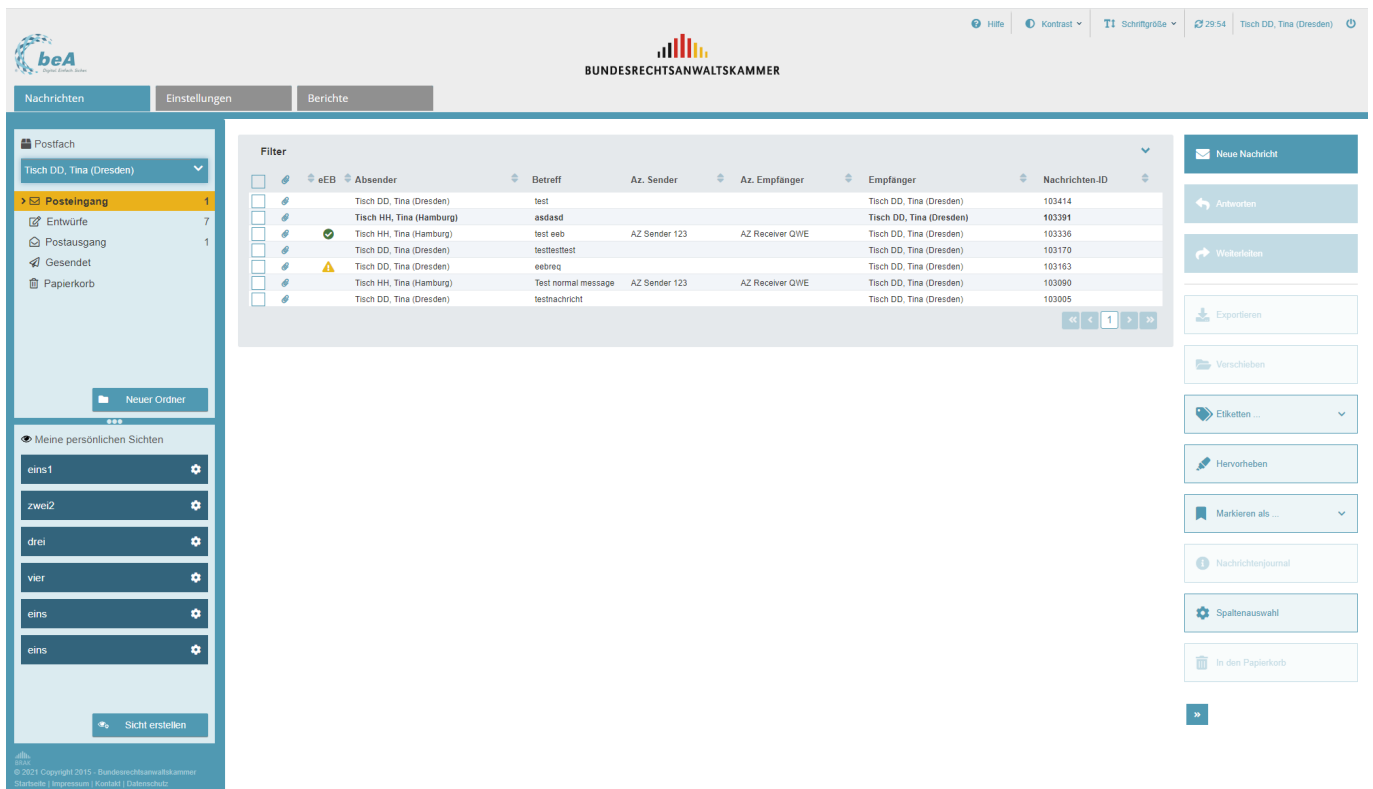 Hilfe Kontrast Schriftgröße 29:54 Tisch DD, Tina (Dresden)
beA
BUNDESRECHTSANWALTSKAMMER
Nachrichten Einstellungen Berichte
Postfach
Tisch DD, Tina (Dresden)
Posteingang 1
Entwürfe 7
Postausgang 1
Gesendet
Papierkorb
Neuer Ordner
Meine persönlichen Sichten
eins1
zwei2
drei
vier
eins
eins
Sicht erstellen
BRAK
© 2021 Copyright 2015 - Bundesrechtsanwaltskammer
Startseite | Impressum | Kontakt | Datenschutz
Filter
eEB Absender Betreff Az. Sender Az. Empfänger Empfänger Nachrichten-ID
Tisch DD, Tina (Dresden) test Tisch DD, Tina (Dresden) 103414
Tisch HH, Tina (Hamburg) asdasd Tisch DD, Tina (Dresden) 103391
Tisch HH, Tina (Hamburg) test eeb AZ Sender 123 AZ Receiver QWE Tisch DD, Tina (Dresden) 103336
Tisch DD, Tina (Dresden) testtesttest Tisch DD, Tina (Dresden) 103170
Tisch DD, Tina (Dresden) eebreq Tisch DD, Tina (Dresden) 103163
Tisch HH, Tina (Hamburg) Test normal message AZ Sender 123 AZ Receiver QWE Tisch DD, Tina (Dresden) 103090
Tisch DD, Tina (Dresden) testnachricht Tisch DD, Tina (Dresden) 103005
« ‹ 1 › »
Neue Nachricht
Antworten
Weiterleiten
Exportieren
Verschieben
Etiketten ...
Hervorheben
Markieren als ...
Nachrichtenjournal
Spaltenauswahl
In den Papierkorb
»